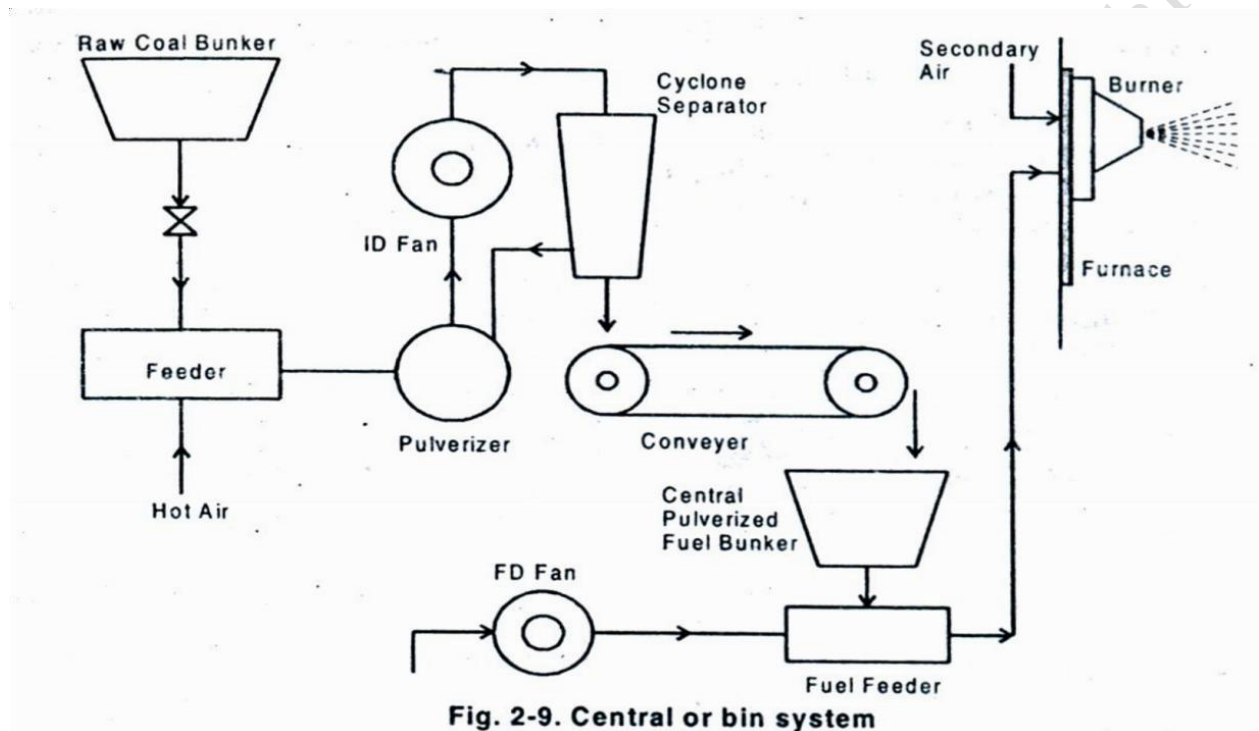 Raw Coal Bunker
Cyclone
Separator
Secondary
Air
Burner
ID Fan
Furnace
Feeder
Pulverizer
Conveyer
Hot Air
Central
Pulverized
Fuel Bunker
FD Fan
Fuel Feeder
Fig. 2-9. Central or bin system